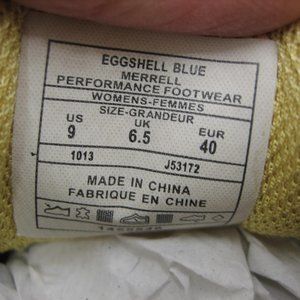 EGGSHELL BLUE
MERRELL
PERFORMANCE FOOTWEAR
WOMENS-FEMMES
SIZE-GRANDEUR
US UK EUR
9 6.5 40
1013 J53172
MADE IN CHINA
FABRIQUE EN CHINE